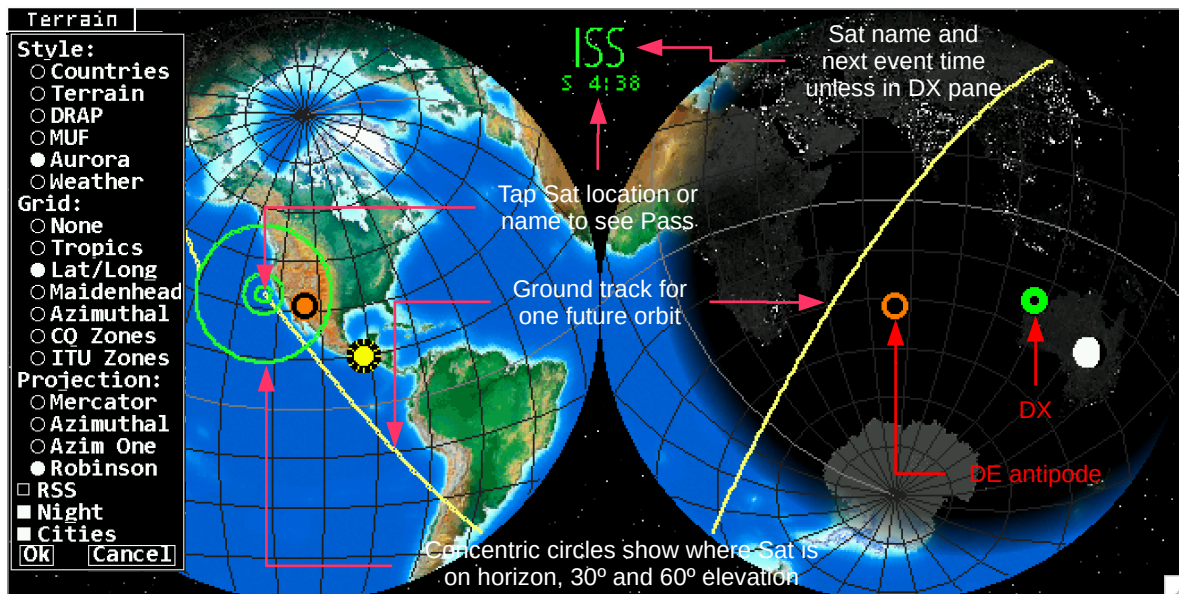 Terrain
Style:
Countries
Terrain
DRAP
MUF
Aurora
Weather
Grid:
None
Tropics
Lat/Long
Maidenhead
Azimuthal
CQ Zones
ITU Zones
Projection:
Mercator
Azimuthal
Azim One
Robinson
RSS
Night
Cities
Ok Cancel
ISS
S 4:38
Sat name and
next event time
unless in DX pane
Tap Sat location or
name to see Pass
Ground track for
one future orbit
DX
DE antipode
Concentric circles show where Sat is
on horizon, 30º and 60º elevation